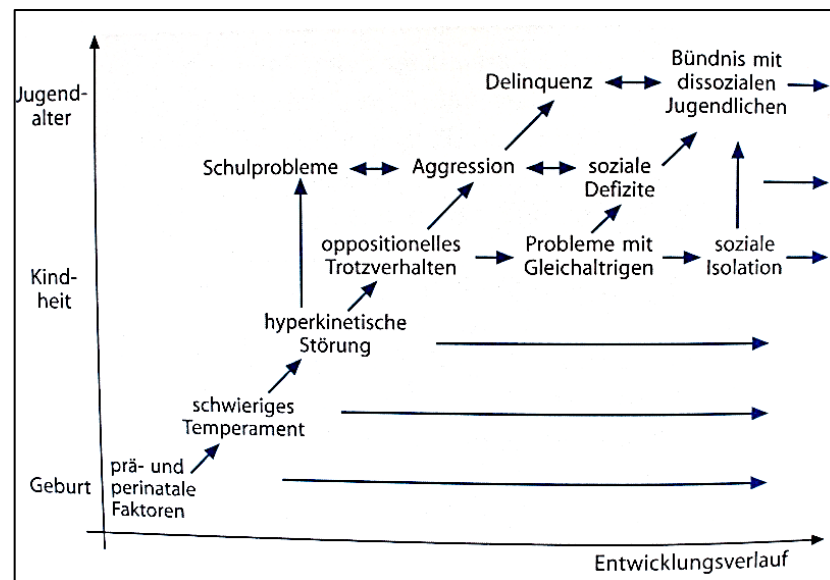 Jugend-
alter
Delinquenz
Bündnis mit
dissozialen
Jugendlichen
Schulprobleme
Aggression
soziale
Defizite
oppositionelles
Trotzverhalten
Probleme mit
Gleichaltrigen
soziale
Isolation
Kind-
heit
hyperkinetische
Störung
schwieriges
Temperament
Geburt
prä- und
perinatale
Faktoren
Entwicklungsverlauf